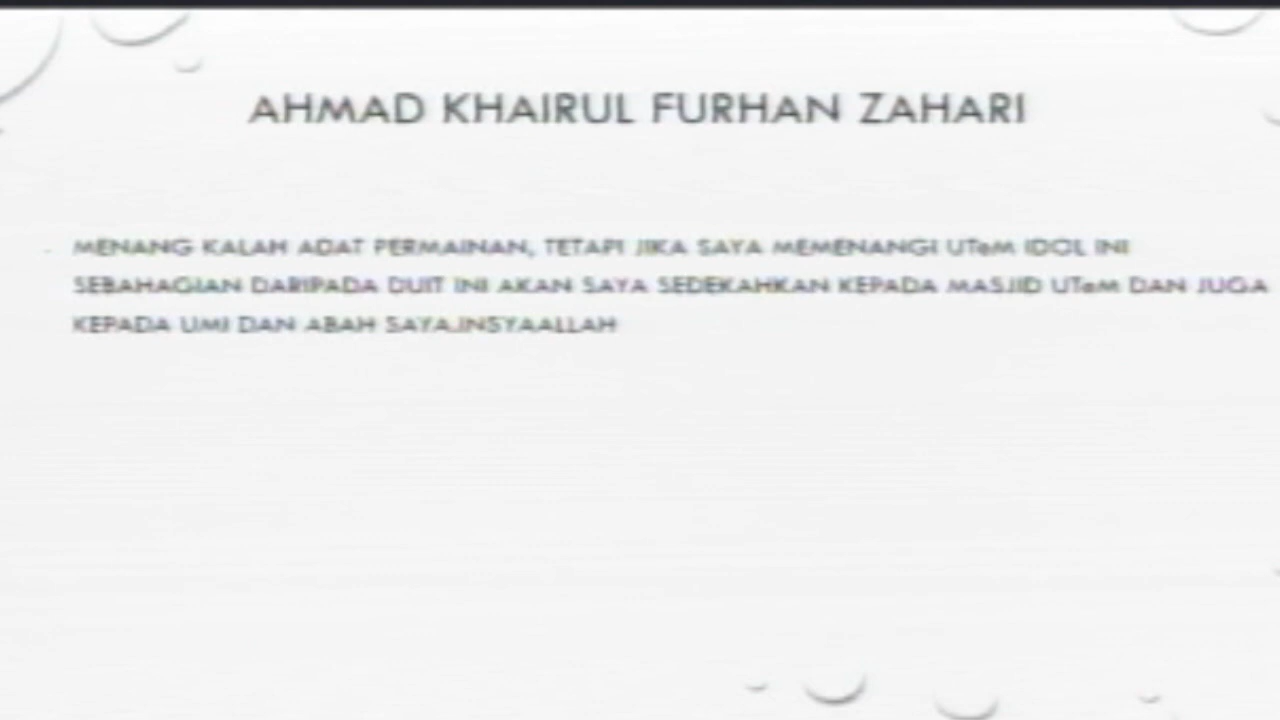 AHMAD KHAIRUL FURHAN ZAHARI
MENANG KALAH ADAT PERMAINAN, TETAPI JIKA SAYA MEMENANGI UTeM IDOL INI
SEBAHAGIAN DARIPADA DUIT INI AKAN SAYA SEDEKAHKAN KEPADA MASJID UTeM DAN JUGA
KEPADA UMI DAN ABAH SAYA.INSYAALLAH